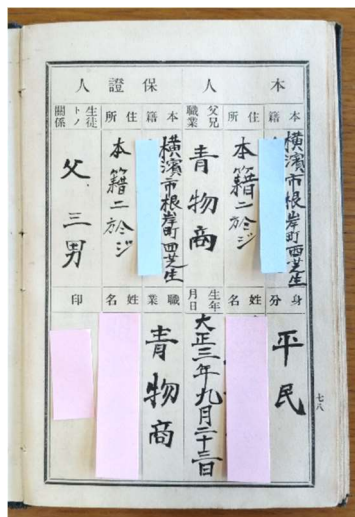 本人
本籍
横濱市根岸町西芝生
住所
本籍ニ於ジ
父兄職業
青物商
身分
平民
姓名
生年月日
大正三年九月二十三日
保證人
本籍
横濱市根岸町西芝生
住所
本籍ニ於ジ
生徒トノ關係
父 三男
職業
青物商
姓名
印
七八